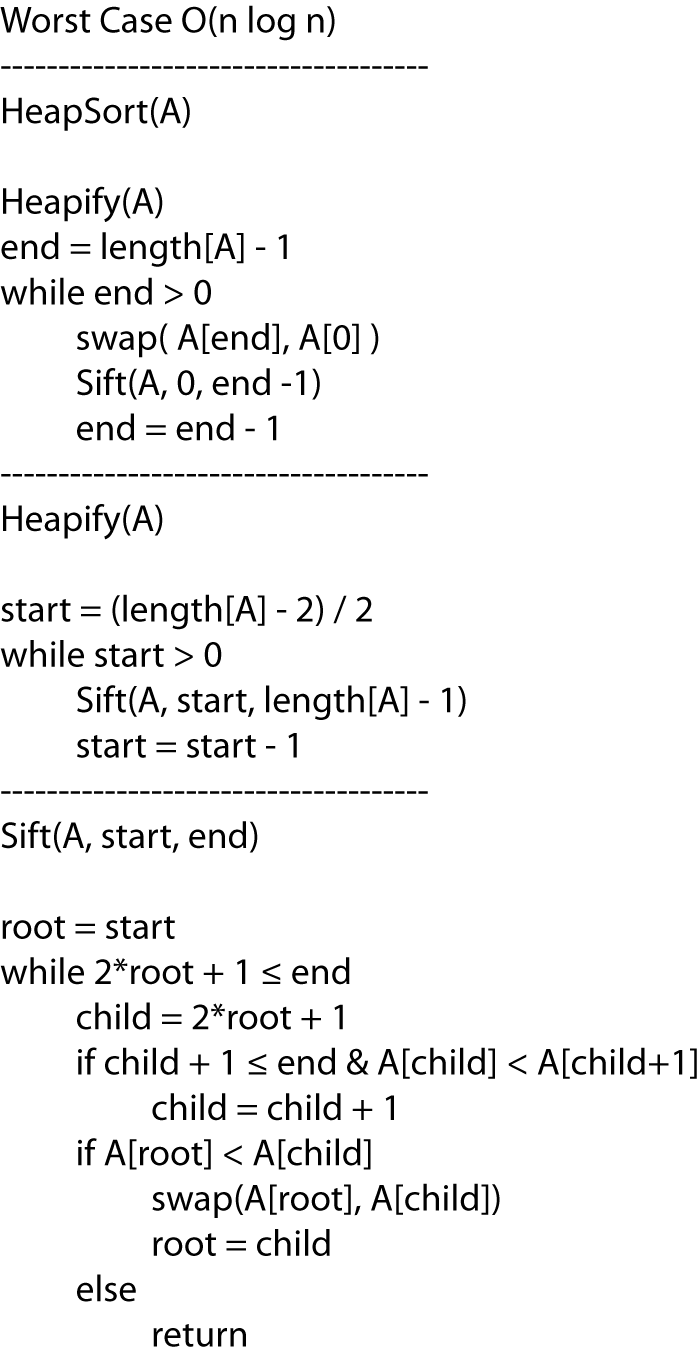 Worst Case O(n log n)
-------------------------------------
HeapSort(A)
Heapify(A)
end = length[A] - 1
while end > 0
swap( A[end], A[0] )
Sift(A, 0, end -1)
end = end - 1
-------------------------------------
Heapify(A)
start = (length[A] - 2) / 2
while start > 0
Sift(A, start, length[A] - 1)
start = start - 1
-------------------------------------
Sift(A, start, end)
root = start
while 2*root + 1 ≤ end
child = 2*root + 1
if child + 1 ≤ end & A[child] < A[child+1]
child = child + 1
if A[root] < A[child]
swap(A[root], A[child])
root = child
else
return